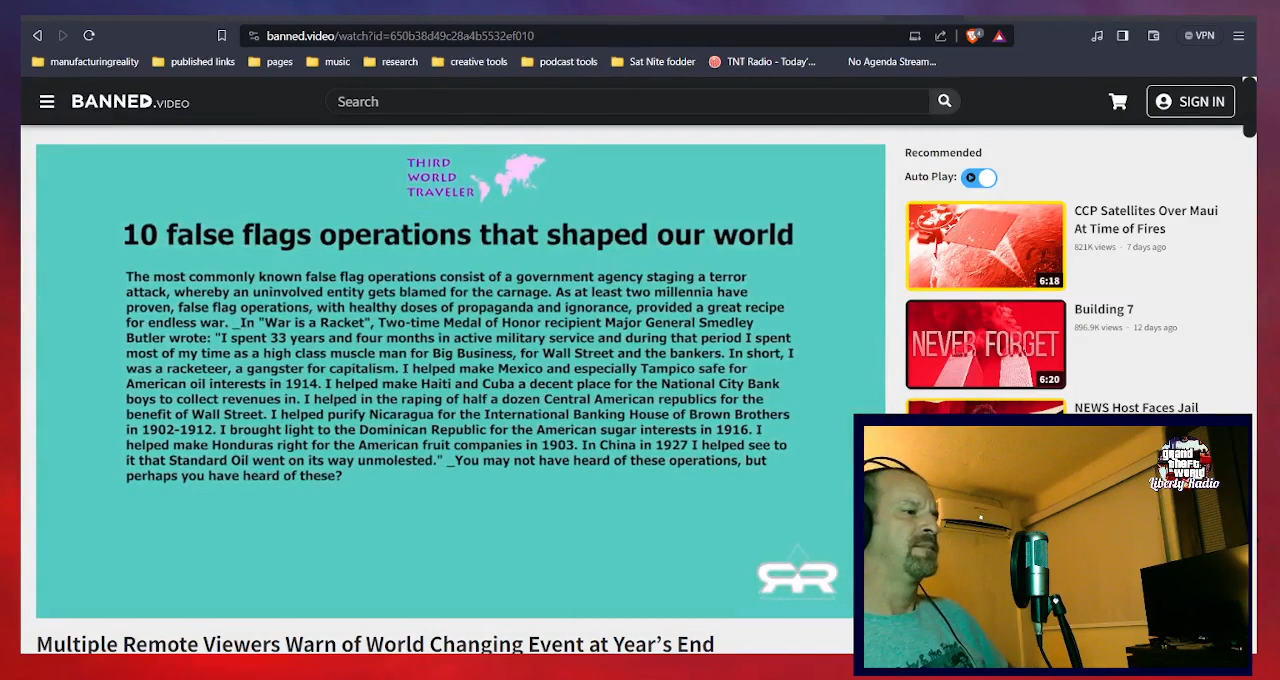 banned.video/watch?id=650b38d49c28a4b5532ef010
VPN
manufacturingreality
published links
pages
music
research
creative tools
podcast tools
Sat Nite fodder
TNT Radio - Today'...
No Agenda Stream...
BANNED.VIDEO
Search
SIGN IN
THIRD
WORLD
TRAVELER
10 false flags operations that shaped our world
The most commonly known false flag operations consist of a government agency staging a terror
attack, whereby an uninvolved entity gets blamed for the carnage. As at least two millennia have
proven, false flag operations, with healthy doses of propaganda and ignorance, provided a great recipe
for endless war. _In "War is a Racket", Two-time Medal of Honor recipient Major General Smedley
Butler wrote: "I spent 33 years and four months in active military service and during that period I spent
most of my time as a high class muscle man for Big Business, for Wall Street and the bankers. In short, I
was a racketeer, a gangster for capitalism. I helped make Mexico and especially Tampico safe for
American oil interests in 1914. I helped make Haiti and Cuba a decent place for the National City Bank
boys to collect revenues in. I helped in the raping of half a dozen Central American republics for the
benefit of Wall Street. I helped purify Nicaragua for the International Banking House of Brown Brothers
in 1902-1912. I brought light to the Dominican Republic for the American sugar interests in 1916. I
helped make Honduras right for the American fruit companies in 1903. In China in 1927 I helped see to
it that Standard Oil went on its way unmolested." _You may not have heard of these operations, but
perhaps you have heard of these?
Multiple Remote Viewers Warn of World Changing Event at Year's End
Recommended
Auto Play:
6:18
CCP Satellites Over Maui
At Time of Fires
821K views · 7 days ago
NEVER FORGET
6:20
Building 7
896.9K views · 12 days ago
NEWS Host Faces Jail
grand
theft
world
Liberty Radio